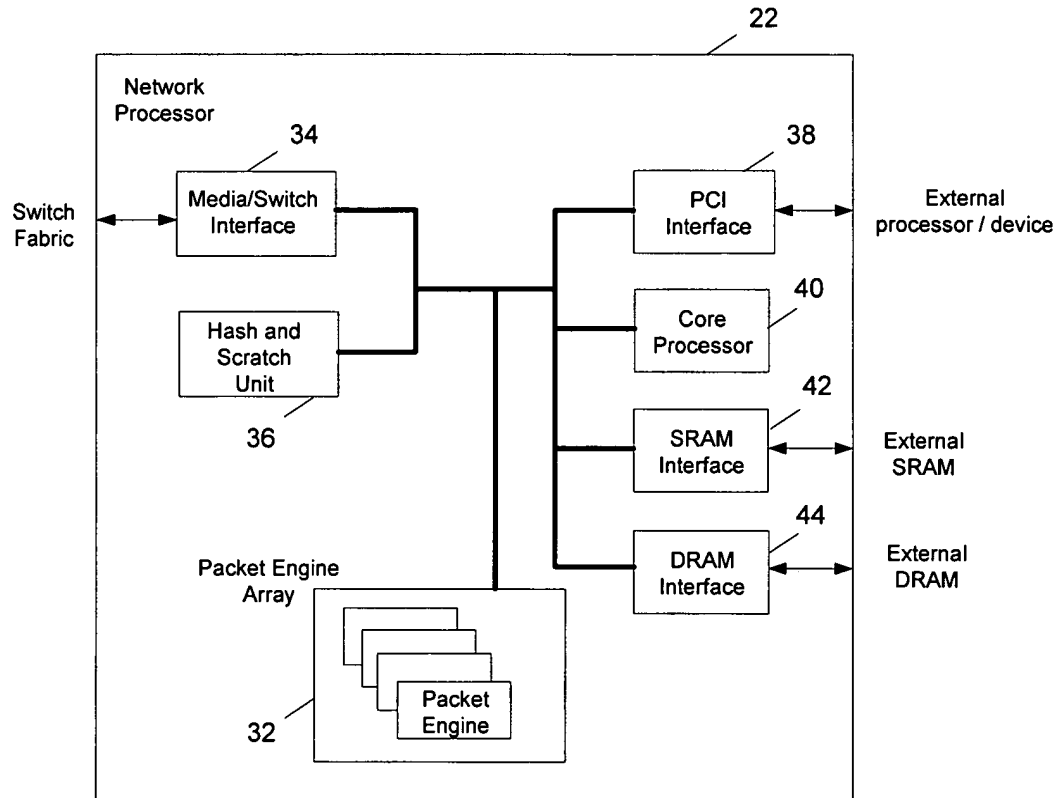 22
Network
Processor
34
Media/Switch
Interface
Switch
Fabric
Hash and
Scratch
Unit
36
38
PCI
Interface
External
processor / device
40
Core
Processor
42
SRAM
Interface
External
SRAM
44
DRAM
Interface
External
DRAM
Packet Engine
Array
Packet
Engine
32